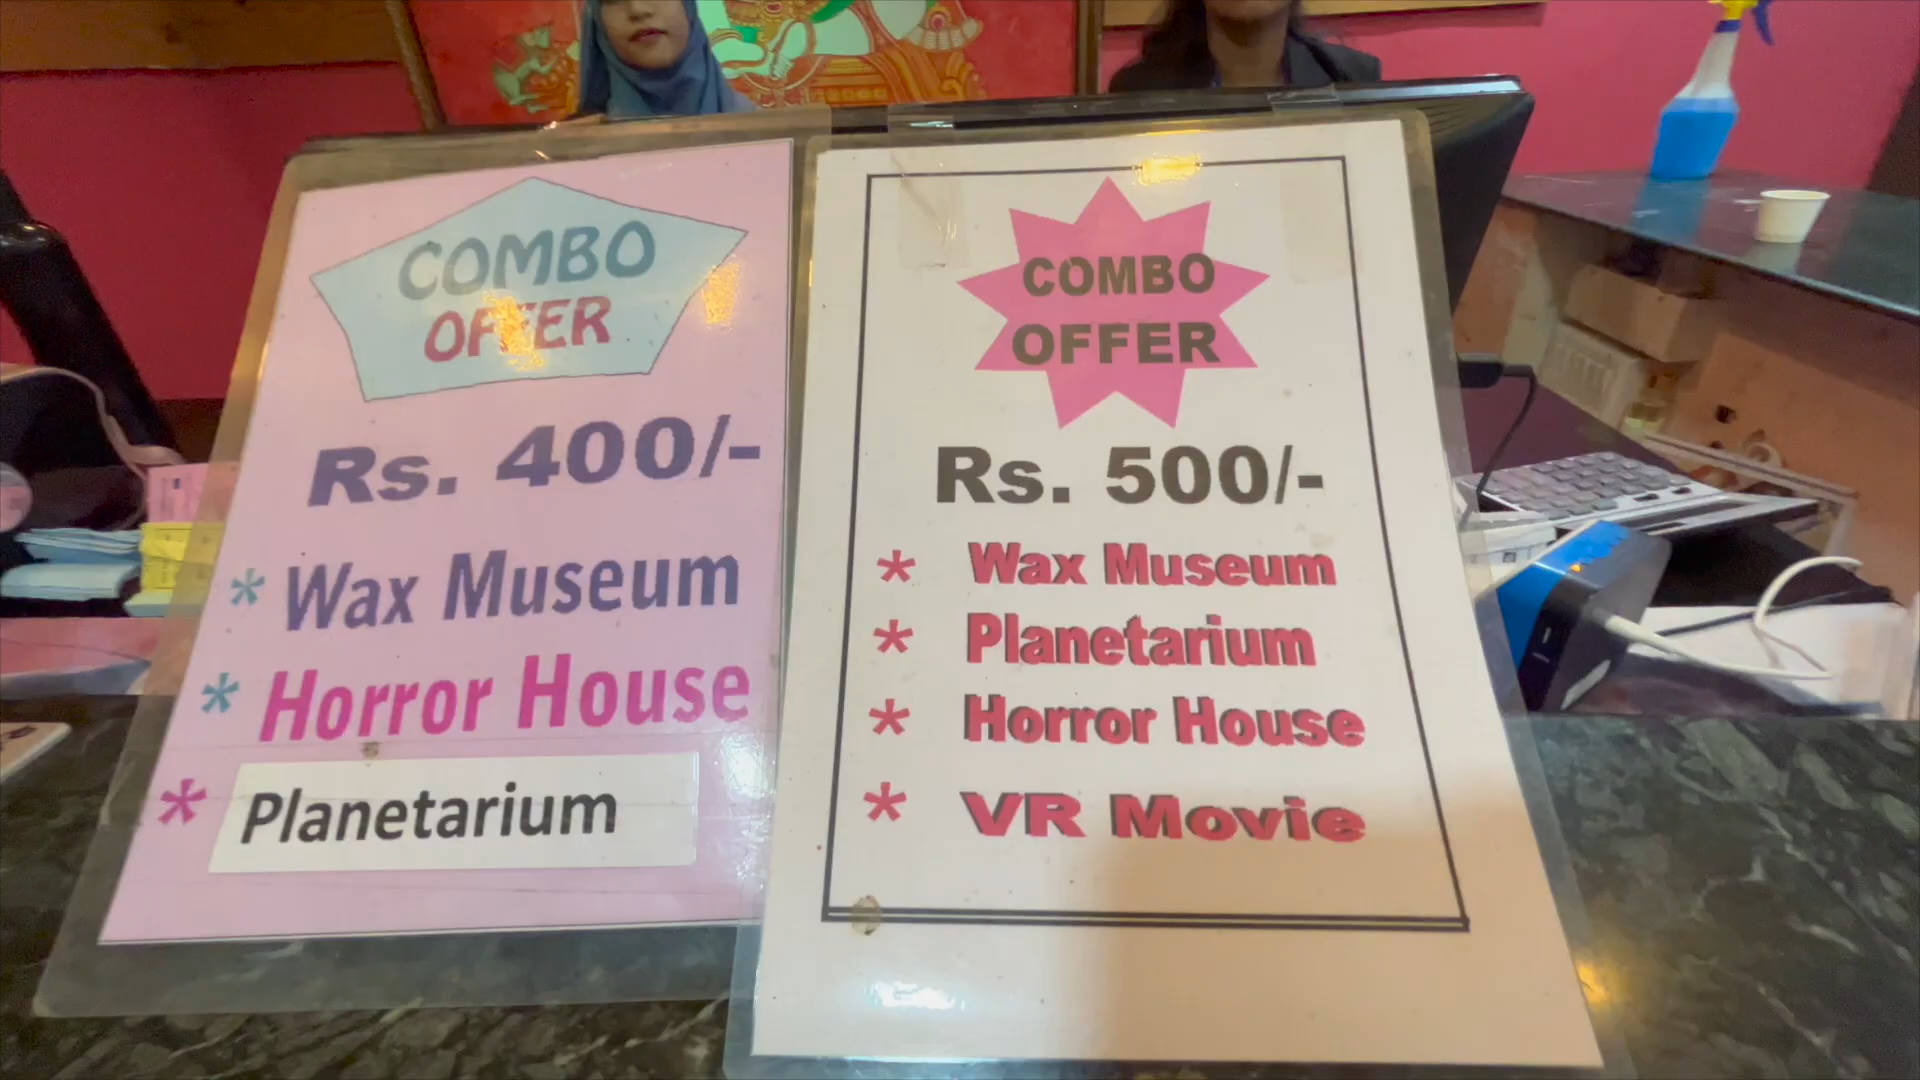 COMBO
OFFER
Rs. 400/-
* Wax Museum
* Horror House
* Planetarium
COMBO
OFFER
Rs. 500/-
* Wax Museum
* Planetarium
* Horror House
* VR Movie